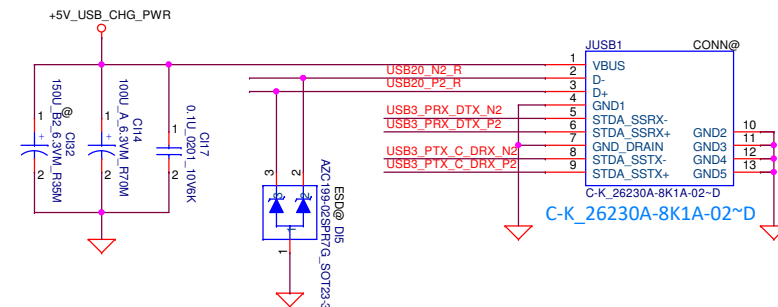 +5V_USB_CHG_PWR
JUSB1
CONN@
1
VBUS
USB20_N2_R
2
D-
USB20_P2_R
3
D+
4
GND1
USB3_PRX_DTX_N2
5
STDA_SSRX-
USB3_PRX_DTX_P2
6
STDA_SSRX+
GND2
10
7
GND_DRAIN
GND3
11
USB3_PTX_C_DRX_N2
8
STDA_SSTX-
GND4
12
USB3_PTX_C_DRX_P2
9
STDA_SSTX+
GND5
13
C-K_26230A-8K1A-02~D
C-K_26230A-8K1A-02~D
1
+
2
@
CI32
150U_B2_6.3VM_R35M
1
+
2
CI14
100U_A_6.3VM_R70M
1
2
CI17
0.1U_0201_10V6K
3
2
1
1
ESD@ DI5
AZC199-02SPR7G_SOT23-3